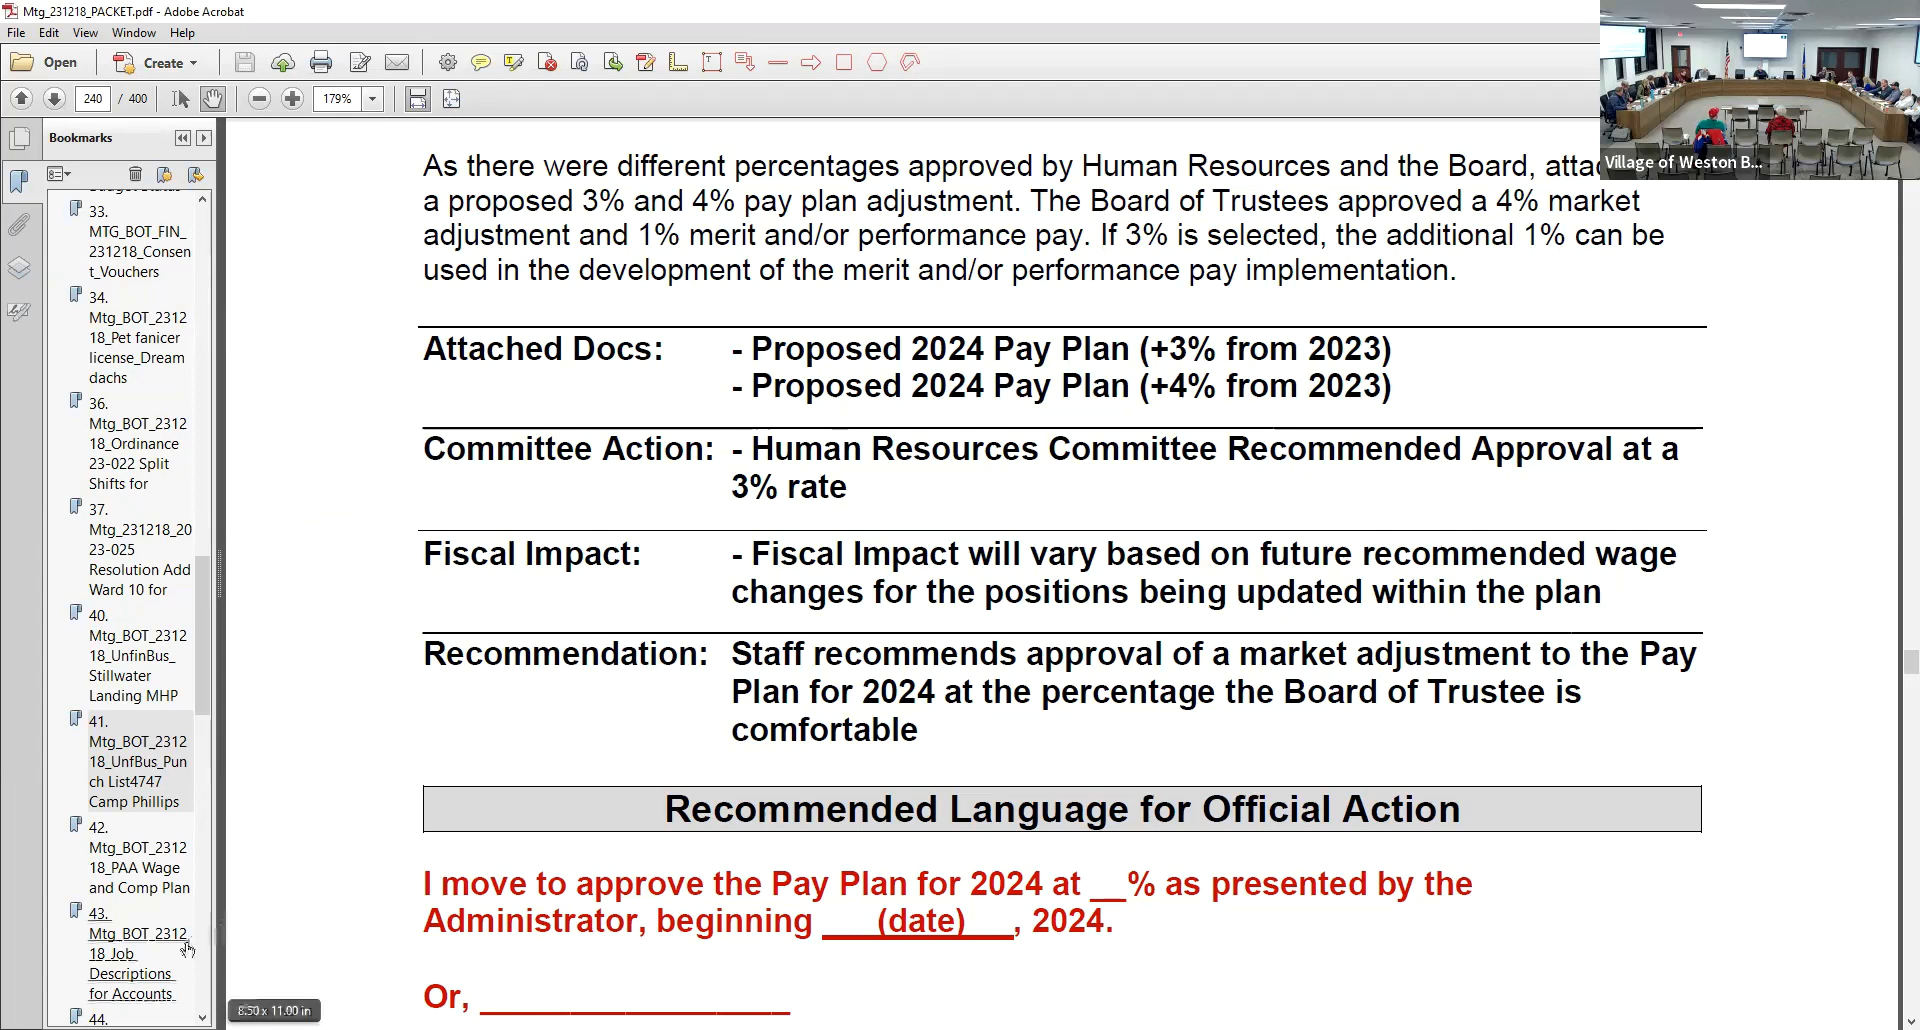 Mtg_231218_PACKET.pdf - Adobe Acrobat
File Edit View Window Help
Open Create
240 / 400 179%
Bookmarks
33.
MTG_BOT_FIN_
231218_Consen
t_Vouchers
34.
Mtg_BOT_2312
18_Pet fanicer
license_Dream
dachs
36.
Mtg_BOT_2312
18_Ordinance
23-022 Split
Shifts for
37.
Mtg_231218_20
23-025
Resolution Add
Ward 10 for
40.
Mtg_BOT_2312
18_UnfinBus_
Stillwater
Landing MHP
41.
Mtg_BOT_2312
18_UnfBus_Pun
ch List4747
Camp Phillips
42.
Mtg_BOT_2312
18_PAA Wage
and Comp Plan
43.
Mtg_BOT_2312
18_Job
Descriptions
for Accounts
44.
8.50 x 11.00 in
Village of Weston B...
As there were different percentages approved by Human Resources and the Board, attac
a proposed 3% and 4% pay plan adjustment. The Board of Trustees approved a 4% market
adjustment and 1% merit and/or performance pay. If 3% is selected, the additional 1% can be
used in the development of the merit and/or performance pay implementation.
Attached Docs: - Proposed 2024 Pay Plan (+3% from 2023)
- Proposed 2024 Pay Plan (+4% from 2023)
Committee Action: - Human Resources Committee Recommended Approval at a
3% rate
Fiscal Impact: - Fiscal Impact will vary based on future recommended wage
changes for the positions being updated within the plan
Recommendation: Staff recommends approval of a market adjustment to the Pay
Plan for 2024 at the percentage the Board of Trustee is
comfortable
Recommended Language for Official Action
I move to approve the Pay Plan for 2024 at __% as presented by the
Administrator, beginning ___(date)___, 2024.
Or, __________________